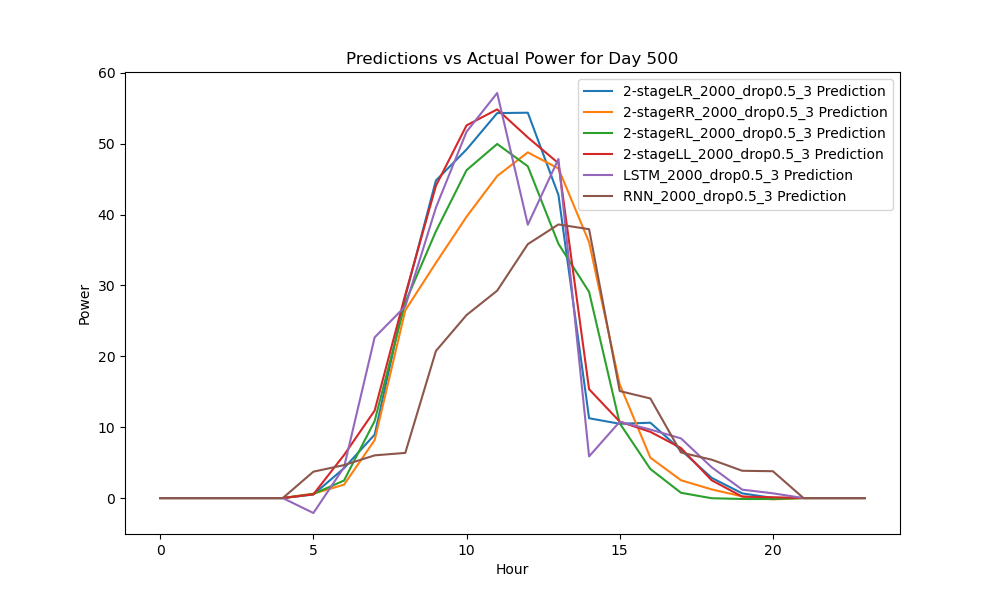 Predictions vs Actual Power for Day 500
60
50
40
30
20
10
0
Power
2-stageLR_2000_drop0.5_3 Prediction
2-stageRR_2000_drop0.5_3 Prediction
2-stageRL_2000_drop0.5_3 Prediction
2-stageLL_2000_drop0.5_3 Prediction
LSTM_2000_drop0.5_3 Prediction
RNN_2000_drop0.5_3 Prediction
0 5 10 15 20
Hour